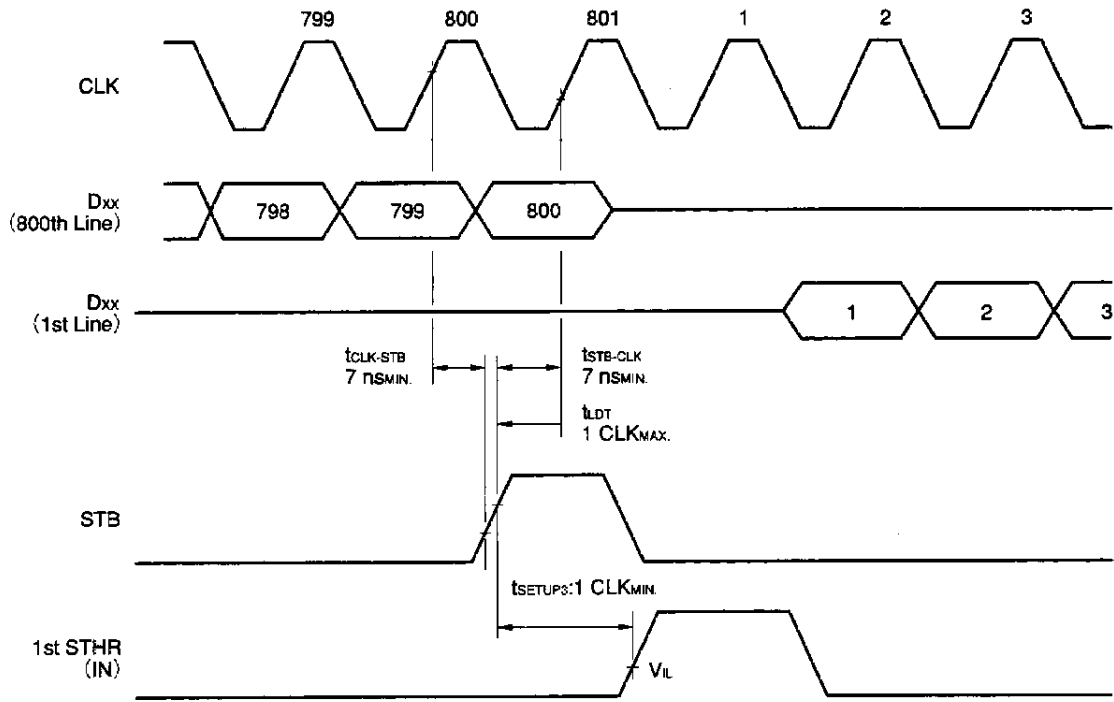 799 800 801 1 2 3
CLK
Dxx
(800th Line)
798 799 800
Dxx
(1st Line)
1 2 3
tCLK-STB
7 nsMIN.
tSTB-CLK
7 nsMIN.
tLDT
1 CLKMAX.
STB
tSETUP3:1 CLKMIN.
1st STHR
(IN)
VIL